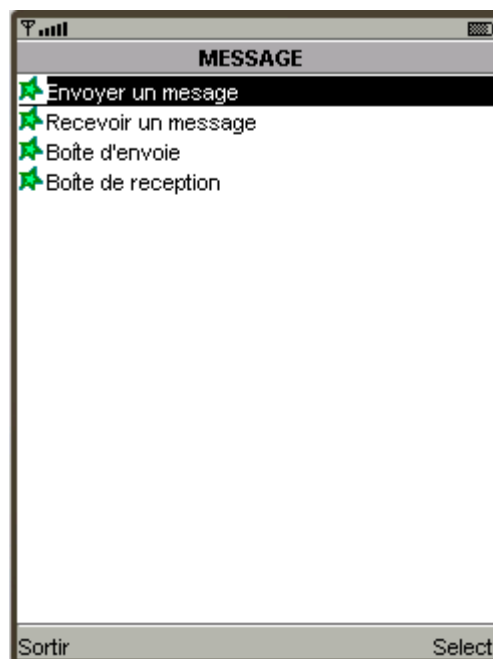 MESSAGE
Envoyer un mesage
Recevoir un message
Boîte d'envoie
Boîte de reception
Sortir Select